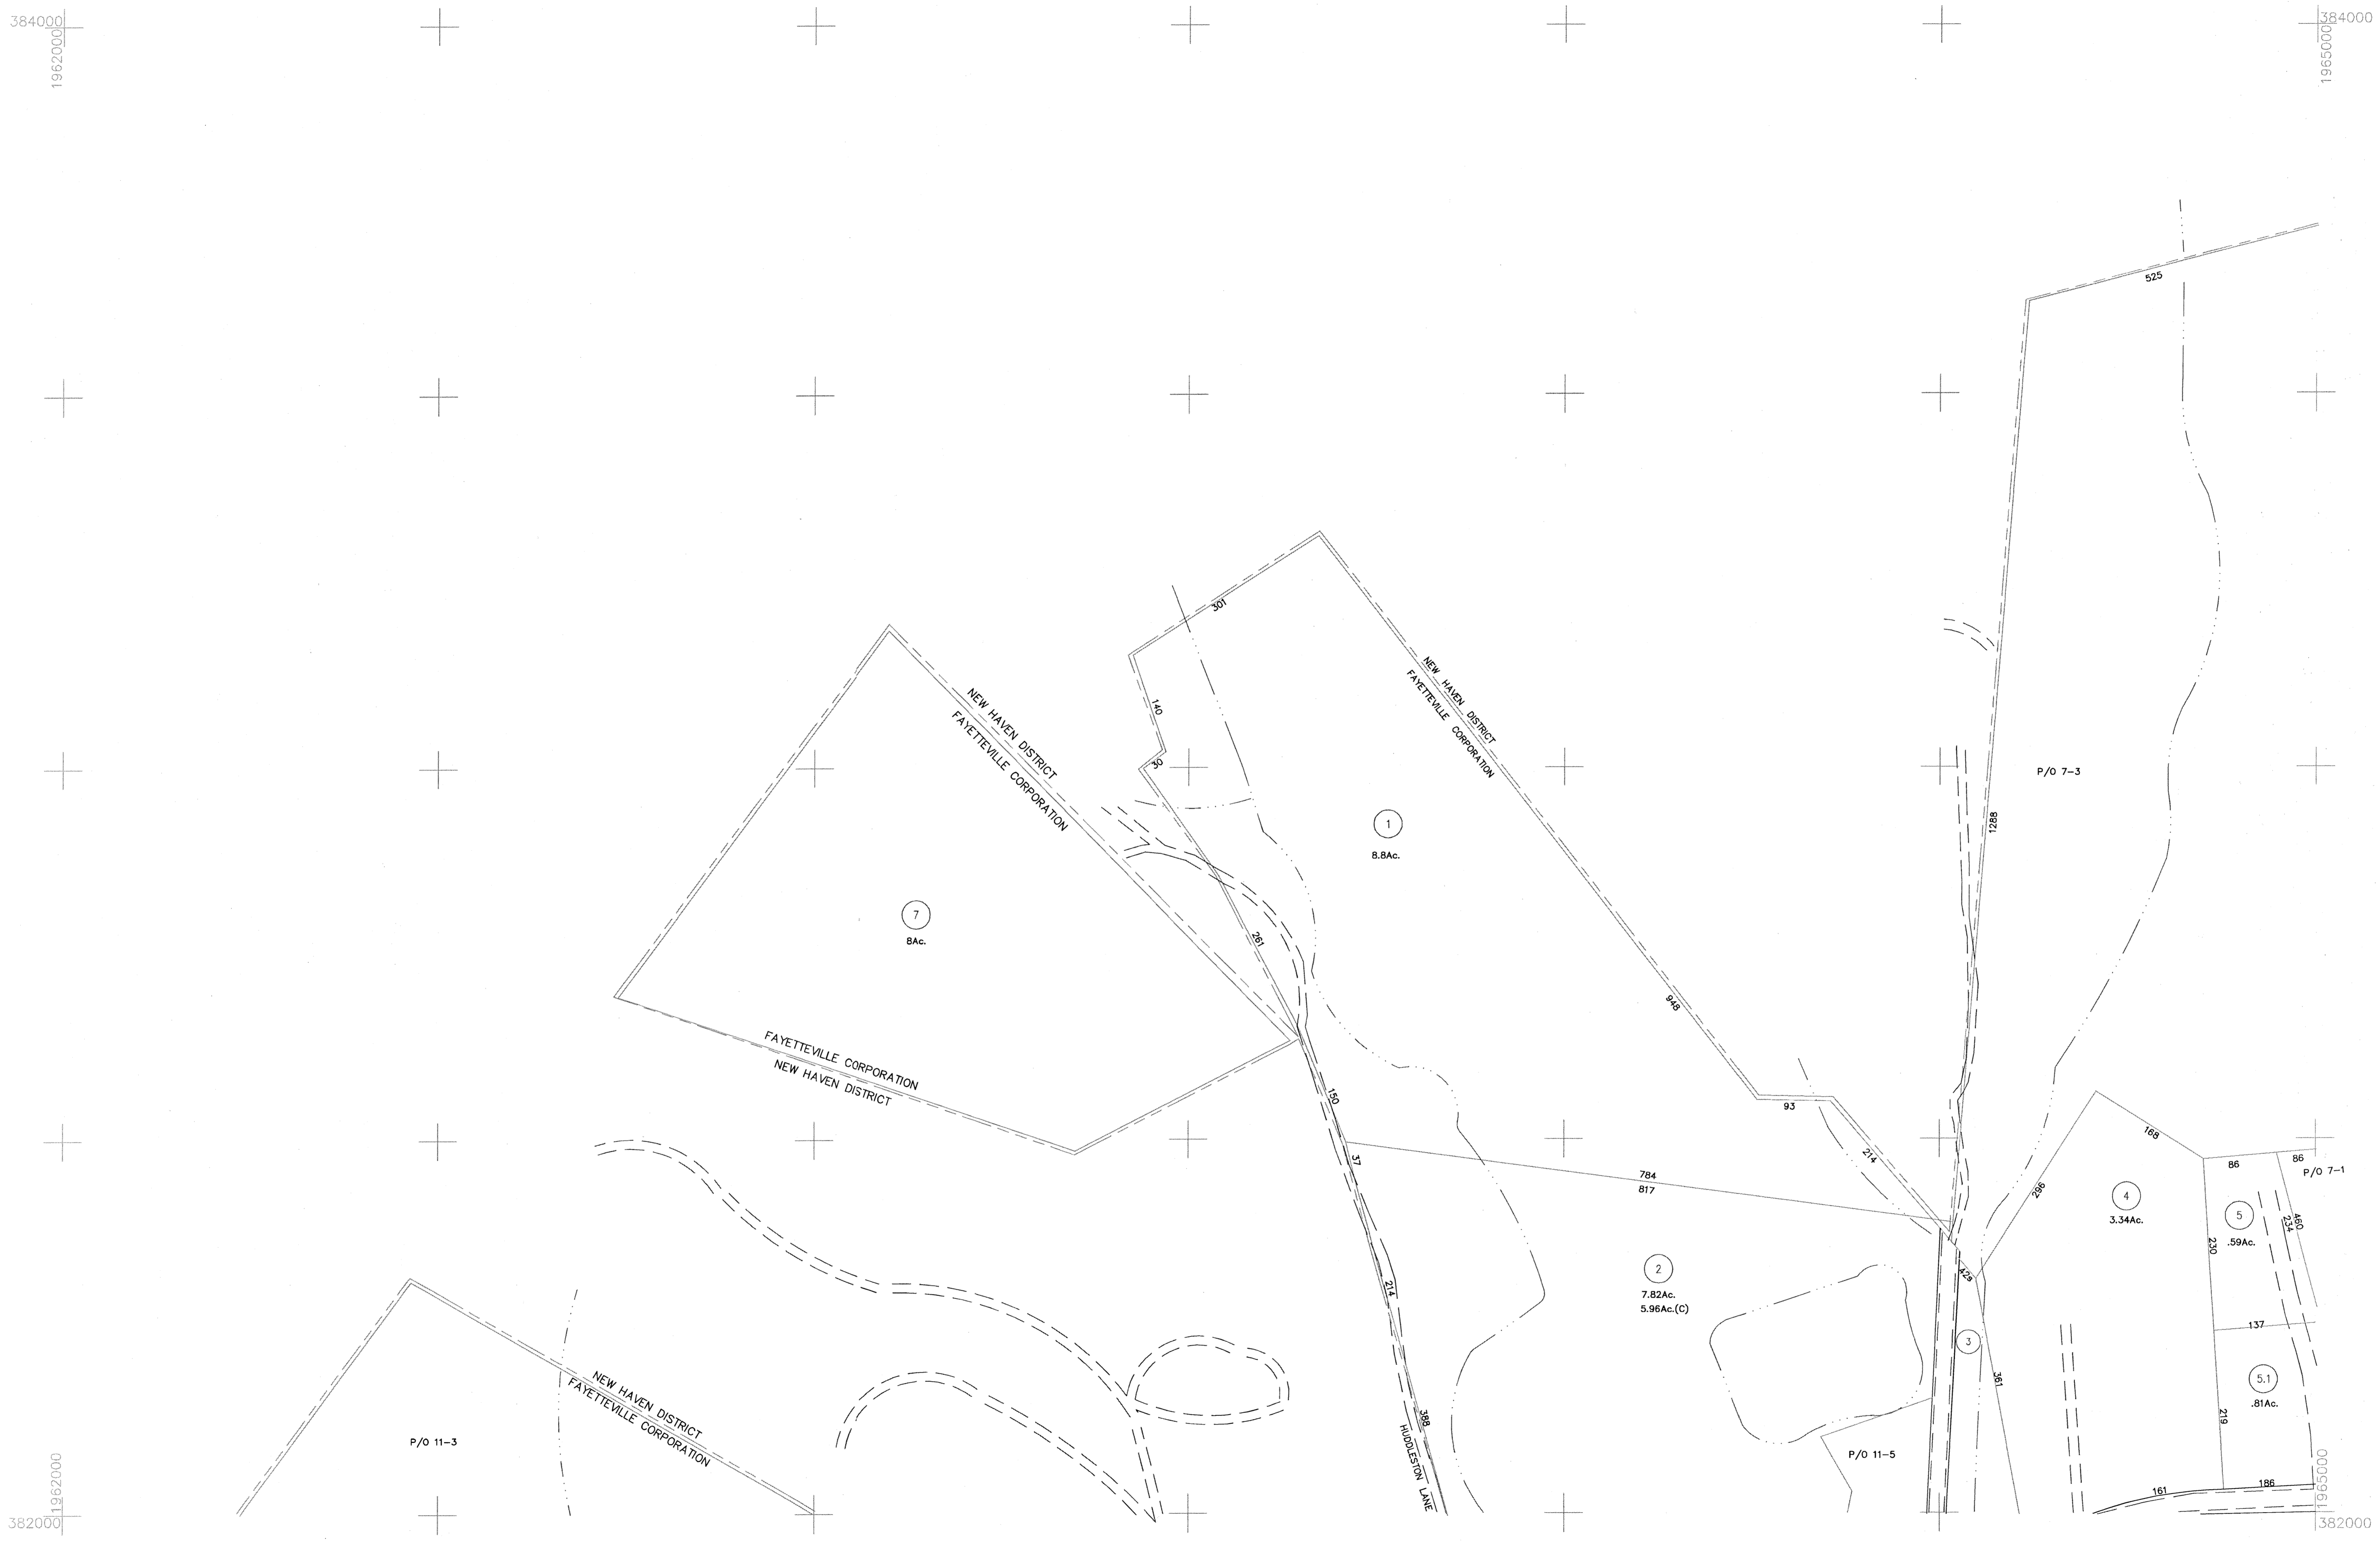 384000
1962000
384000
1965000
525
301
140
30
NEW HAVEN DISTRICT
FAYETTEVILLE CORPORATION
NEW HAVEN DISTRICT
FAYETTEVILLE CORPORATION
P/O 7-3
1288
1
8.8Ac.
7
8Ac.
261
948
FAYETTEVILLE CORPORATION
NEW HAVEN DISTRICT
150
93
37
214
168
784
817
296
86
86
P/O 7-1
4
3.34Ac.
5
.59Ac.
460
234
230
2
7.82Ac.
5.96Ac.(C)
214
429
137
3
361
5.1
.81Ac.
NEW HAVEN DISTRICT
FAYETTEVILLE CORPORATION
P/O 11-3
388
HUDDLESTON LANE
219
P/O 11-5
161
186
1962000
382000
1965000
382000